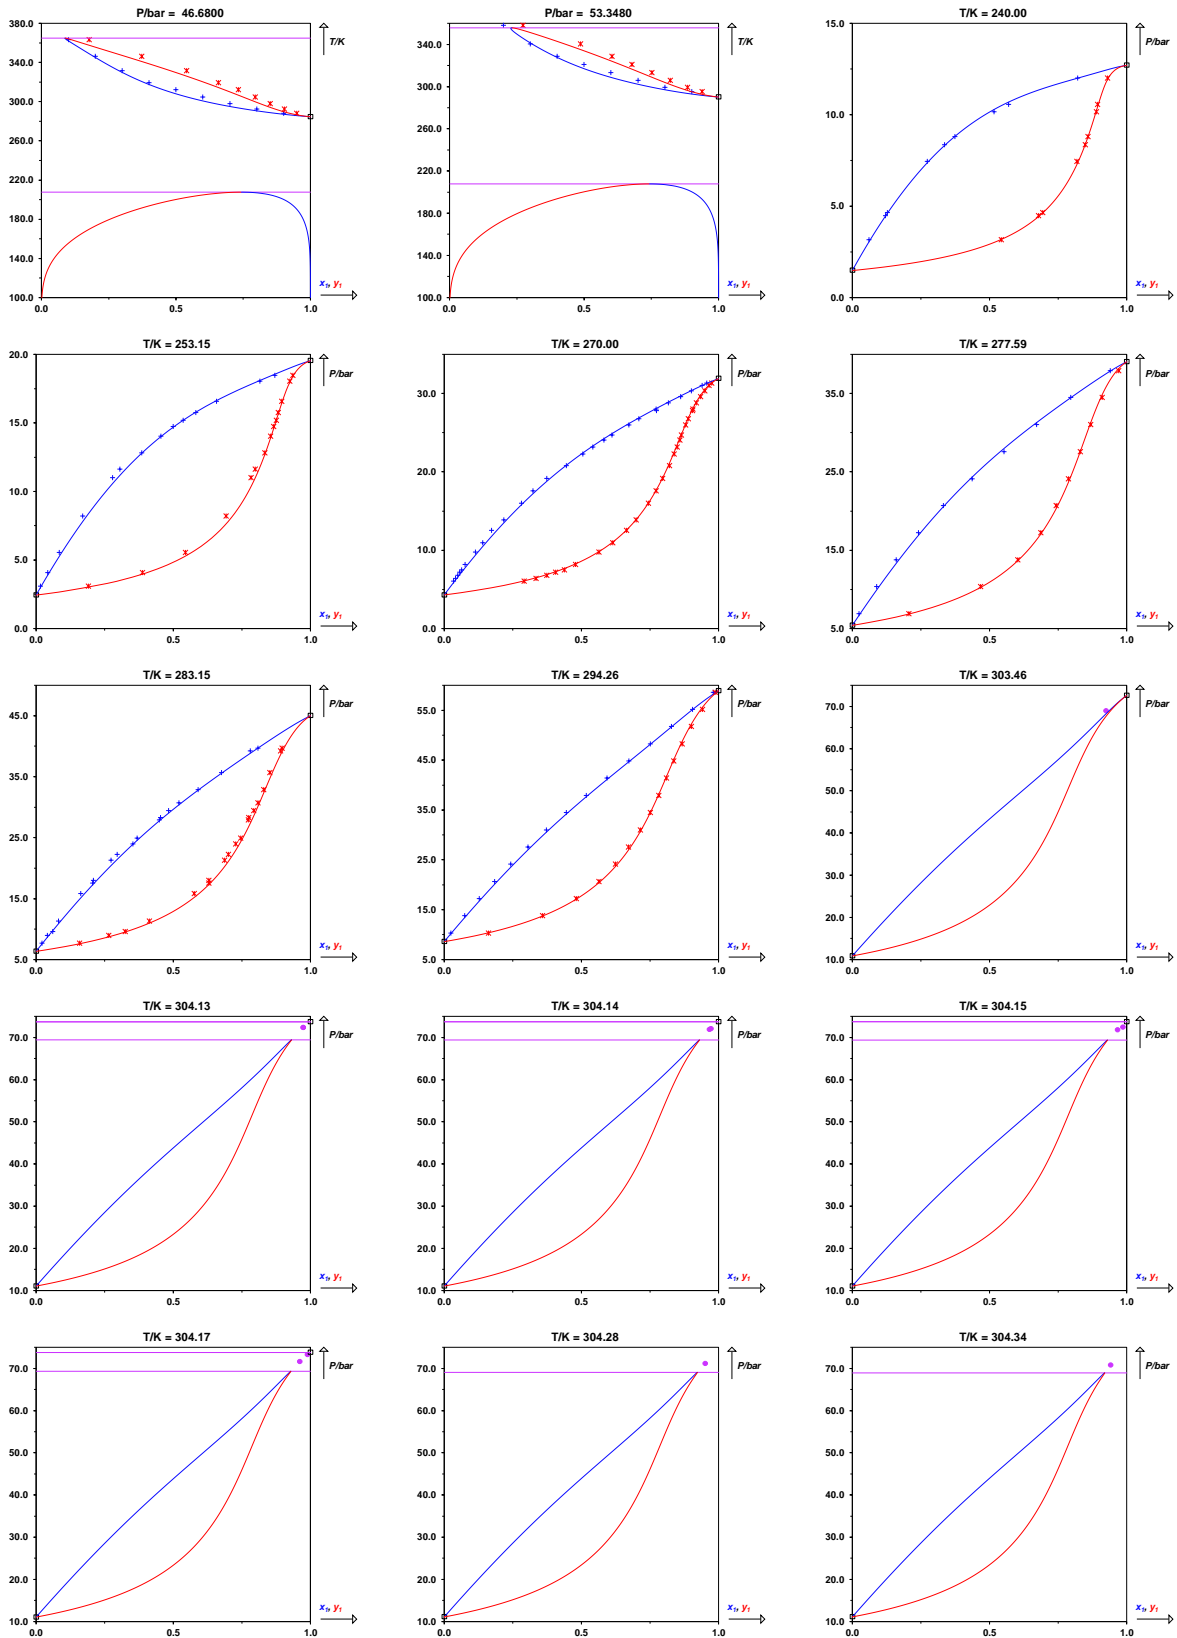 P/bar = 46.6800
380.0
340.0
300.0
260.0
220.0
180.0
140.0
100.0
0.0 0.5 1.0
T/K
x₁, y₁
P/bar = 53.3480
340.0
300.0
260.0
220.0
180.0
140.0
100.0
0.0 0.5 1.0
T/K
x₁, y₁
T/K = 240.00
15.0
10.0
5.0
0.0
0.0 0.5 1.0
P/bar
x₁, y₁
T/K = 253.15
20.0
15.0
10.0
5.0
0.0
0.0 0.5 1.0
P/bar
x₁, y₁
T/K = 270.00
30.0
20.0
10.0
0.0
0.0 0.5 1.0
P/bar
x₁, y₁
T/K = 277.59
35.0
25.0
15.0
5.0
0.0 0.5 1.0
P/bar
x₁, y₁
T/K = 283.15
45.0
35.0
25.0
15.0
5.0
0.0 0.5 1.0
P/bar
x₁, y₁
T/K = 294.26
55.0
45.0
35.0
25.0
15.0
5.0
0.0 0.5 1.0
P/bar
x₁, y₁
T/K = 303.46
70.0
60.0
50.0
40.0
30.0
20.0
10.0
0.0 0.5 1.0
P/bar
x₁, y₁
T/K = 304.13
70.0
60.0
50.0
40.0
30.0
20.0
10.0
0.0 0.5 1.0
P/bar
x₁, y₁
T/K = 304.14
70.0
60.0
50.0
40.0
30.0
20.0
10.0
0.0 0.5 1.0
P/bar
x₁, y₁
T/K = 304.15
70.0
60.0
50.0
40.0
30.0
20.0
10.0
0.0 0.5 1.0
P/bar
x₁, y₁
T/K = 304.17
70.0
60.0
50.0
40.0
30.0
20.0
10.0
0.0 0.5 1.0
P/bar
x₁, y₁
T/K = 304.28
70.0
60.0
50.0
40.0
30.0
20.0
10.0
0.0 0.5 1.0
P/bar
x₁, y₁
T/K = 304.34
70.0
60.0
50.0
40.0
30.0
20.0
10.0
0.0 0.5 1.0
P/bar
x₁, y₁